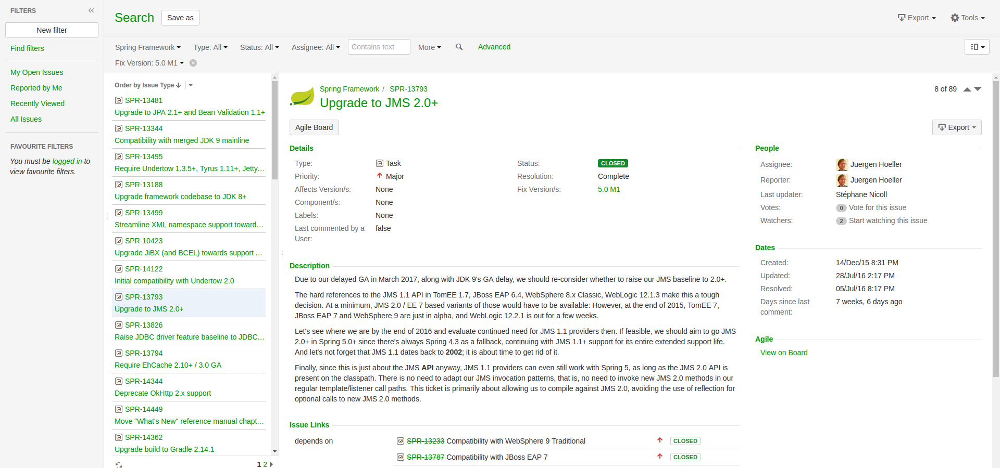 FILTERS
New filter
Find filters
My Open Issues
Reported by Me
Recently Viewed
All Issues
FAVOURITE FILTERS
You must be logged in to
view favourite filters.
Search
Save as
Export
Tools
Spring Framework
Type: All
Status: All
Assignee: All
Contains text
More
Advanced
Fix Version: 5.0 M1
Order by Issue Type
SPR-13481
Upgrade to JPA 2.1+ and Bean Validation 1.1+
SPR-13344
Compatibility with merged JDK 9 mainline
SPR-13495
Require Undertow 1.3.5+, Tyrus 1.11+, Jetty…
SPR-13188
Upgrade framework codebase to JDK 8+
SPR-13499
Streamline XML namespace support toward…
SPR-10423
Upgrade JiBX (and BCEL) towards support …
SPR-14122
Initial compatibility with Undertow 2.0
SPR-13793
Upgrade to JMS 2.0+
SPR-13826
Raise JDBC driver feature baseline to JDBC…
SPR-13794
Require EhCache 2.10+ / 3.0 GA
SPR-14344
Deprecate OkHttp 2.x support
SPR-14449
Move "What's New" reference manual chapt…
SPR-14362
Upgrade build to Gradle 2.14.1
1 2
Spring Framework / SPR-13793
Upgrade to JMS 2.0+
8 of 89
Agile Board
Export
Details
Type: Task
Priority: Major
Affects Version/s: None
Component/s: None
Labels: None
Last commented by a User: false
Status: CLOSED
Resolution: Complete
Fix Version/s: 5.0 M1
Description
Due to our delayed GA in March 2017, along with JDK 9's GA delay, we should re-consider whether to raise our JMS baseline to 2.0+.
The hard references to the JMS 1.1 API in TomEE 1.7, JBoss EAP 6.4, WebSphere 8.x Classic, WebLogic 12.1.3 make this a tough
decision. At a minimum, JMS 2.0 / EE 7 based variants of those would have to be available: However, at the end of 2015, TomEE 7,
JBoss EAP 7 and WebSphere 9 are just in alpha, and WebLogic 12.2.1 is out for a few weeks.
Let's see where we are by the end of 2016 and evaluate continued need for JMS 1.1 providers then. If feasible, we should aim to go JMS
2.0+ in Spring 5.0+ since there's always Spring 4.3 as a fallback, continuing with JMS 1.1+ support for its entire extended support life.
And let's not forget that JMS 1.1 dates back to 2002; it is about time to get rid of it.
Finally, since this is just about the JMS API anyway, JMS 1.1 providers can even still work with Spring 5, as long as the JMS 2.0 API is
present on the classpath. There is no need to adapt our JMS invocation patterns, that is, no need to invoke new JMS 2.0 methods in our
regular template/listener call paths. This ticket is primarily about allowing us to compile against JMS 2.0, avoiding the use of reflection for
optional calls to new JMS 2.0 methods.
Issue Links
depends on
SPR-13233 Compatibility with WebSphere 9 Traditional CLOSED
SPR-13787 Compatibility with JBoss EAP 7 CLOSED
People
Assignee: Juergen Hoeller
Reporter: Juergen Hoeller
Last updater: Stéphane Nicoll
Votes: 0 Vote for this issue
Watchers: 2 Start watching this issue
Dates
Created: 14/Dec/15 8:31 PM
Updated: 28/Jul/16 2:17 PM
Resolved: 05/Jul/16 8:17 PM
Days since last comment: 7 weeks, 6 days ago
Agile
View on Board